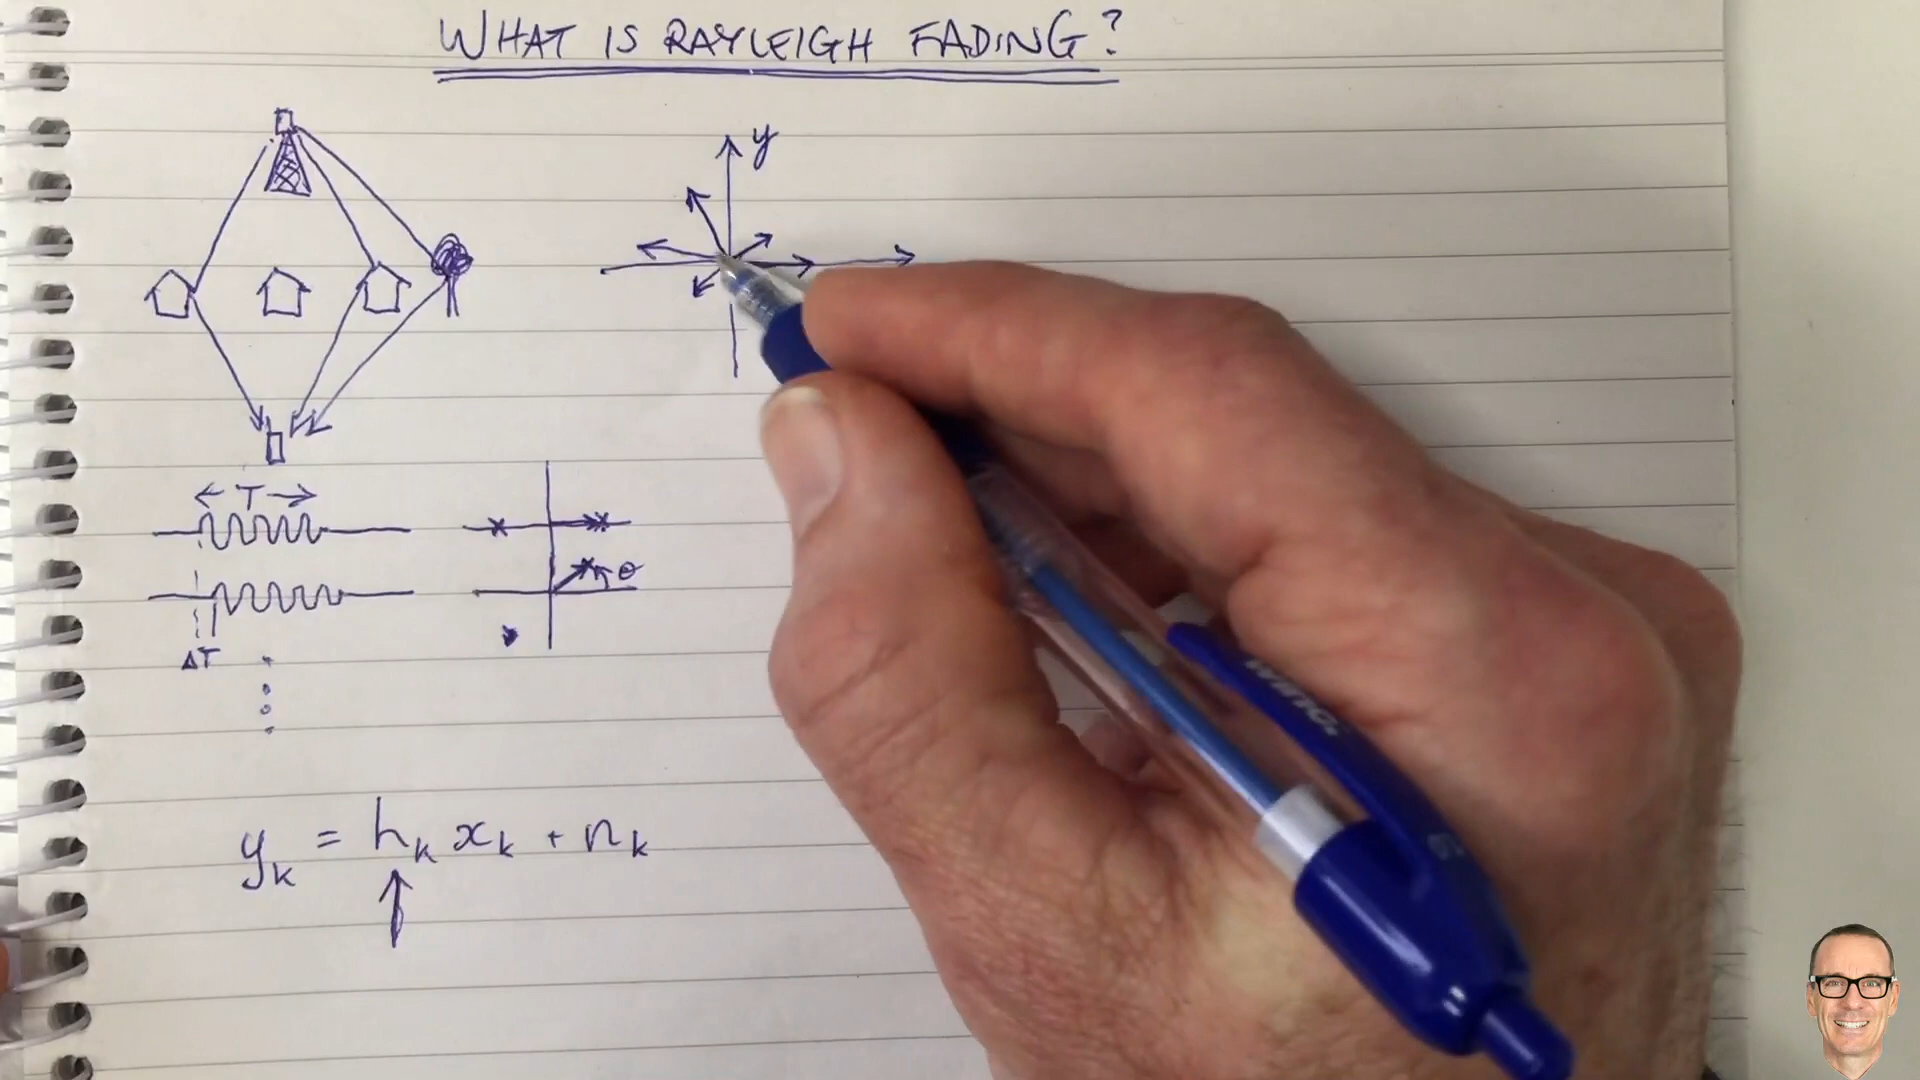 WHAT IS RAYLEIGH FADING?
y
T
θ
ΔT
yk = hk xk + nk